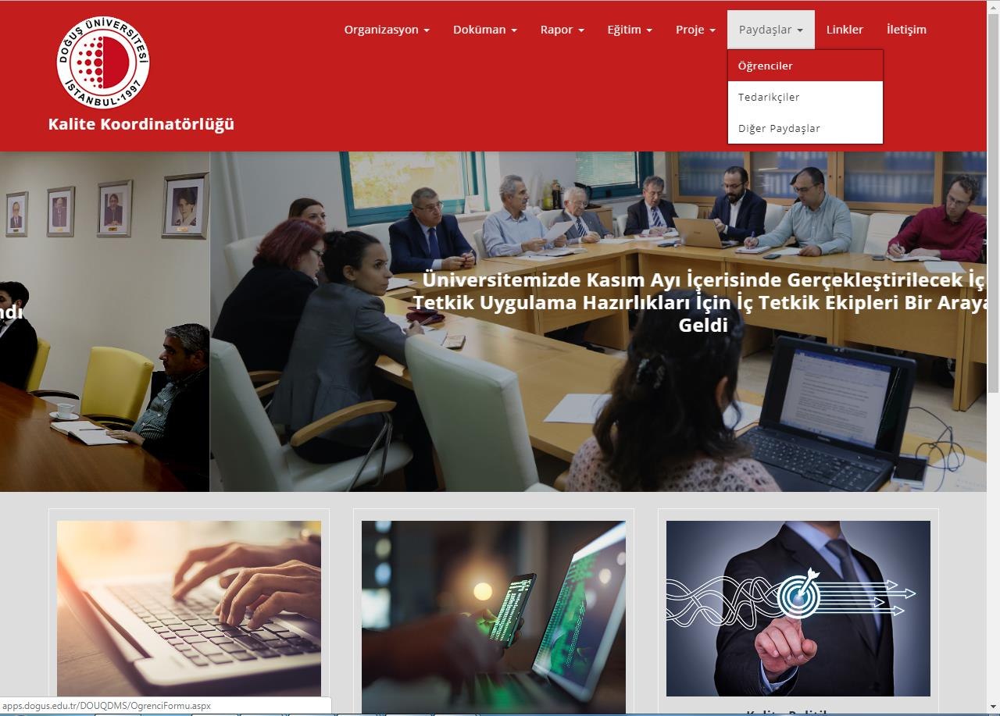 DOĞUŞ ÜNİVERSİTESİ
İSTANBUL • 1997
Kalite Koordinatörlüğü
Organizasyon
Doküman
Rapor
Eğitim
Proje
Paydaşlar
Linkler
İletişim
Öğrenciler
Tedarikçiler
Diğer Paydaşlar
ndı
Üniversitemizde Kasım Ayı İçerisinde Gerçekleştirilecek İç
Tetkik Uygulama Hazırlıkları İçin İç Tetkik Ekipleri Bir Araya
Geldi
apps.dogus.edu.tr/DOUQDMS/OgrenciFormu.aspx